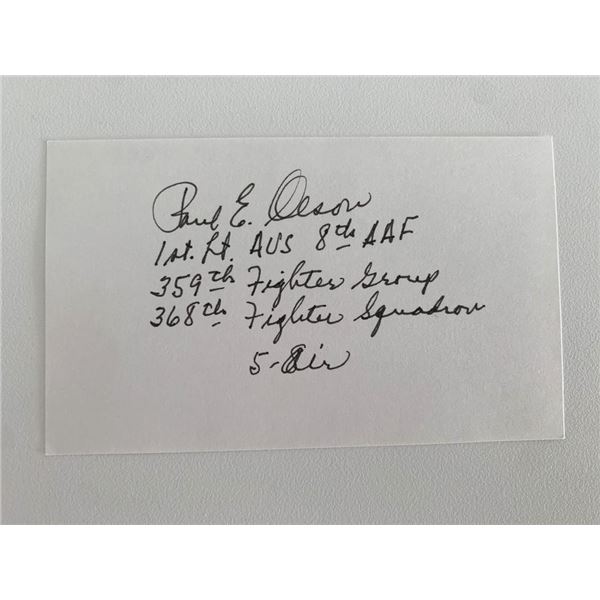 Paul E. Olson
1st. Lt. AUS 8th AAF
359th Fighter Group
368th Fighter Squadron
5-Air